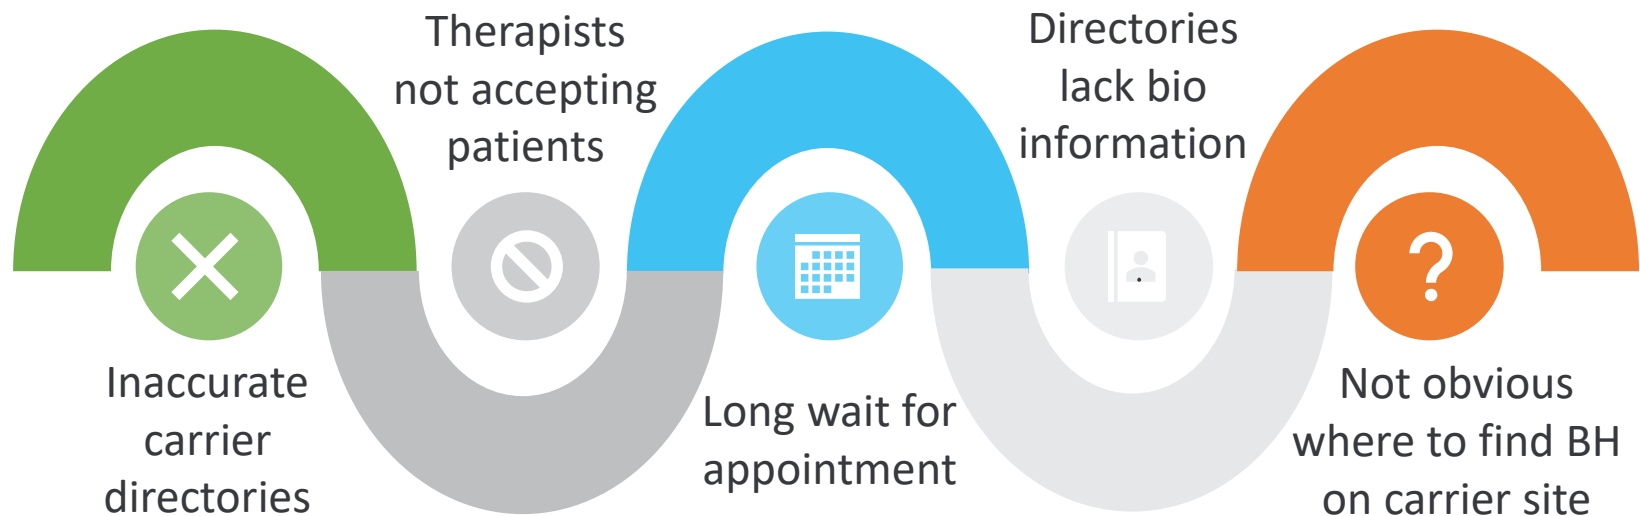 Inaccurate
carrier
directories
Therapists
not accepting
patients
Long wait for
appointment
Directories
lack bio
information
Not obvious
where to find BH
on carrier site